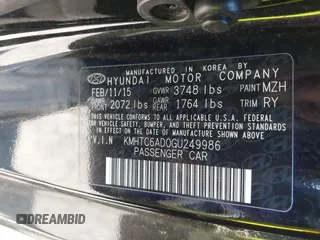 MANUFACTURED IN KOREA BY
HYUNDAI MOTOR COMPANY
FEB/11/15 GVWR 3748 lbs PAINT MZH
GAWR FRONT 2072 lbs GAWR REAR 1764 lbs TRIM RY
THIS VEHICLE CONFORMS TO ALL APPLICABLE
FEDERAL MOTOR VEHICLE SAFETY, BUMPER, AND
THEFT PREVENTION STANDARDS IN EFFECT ON
THE DATE OF MANUFACTURE SHOWN ABOVE.
V.I.N KMHTC6AD0GU249986
PASSENGER CAR
DREAMBID